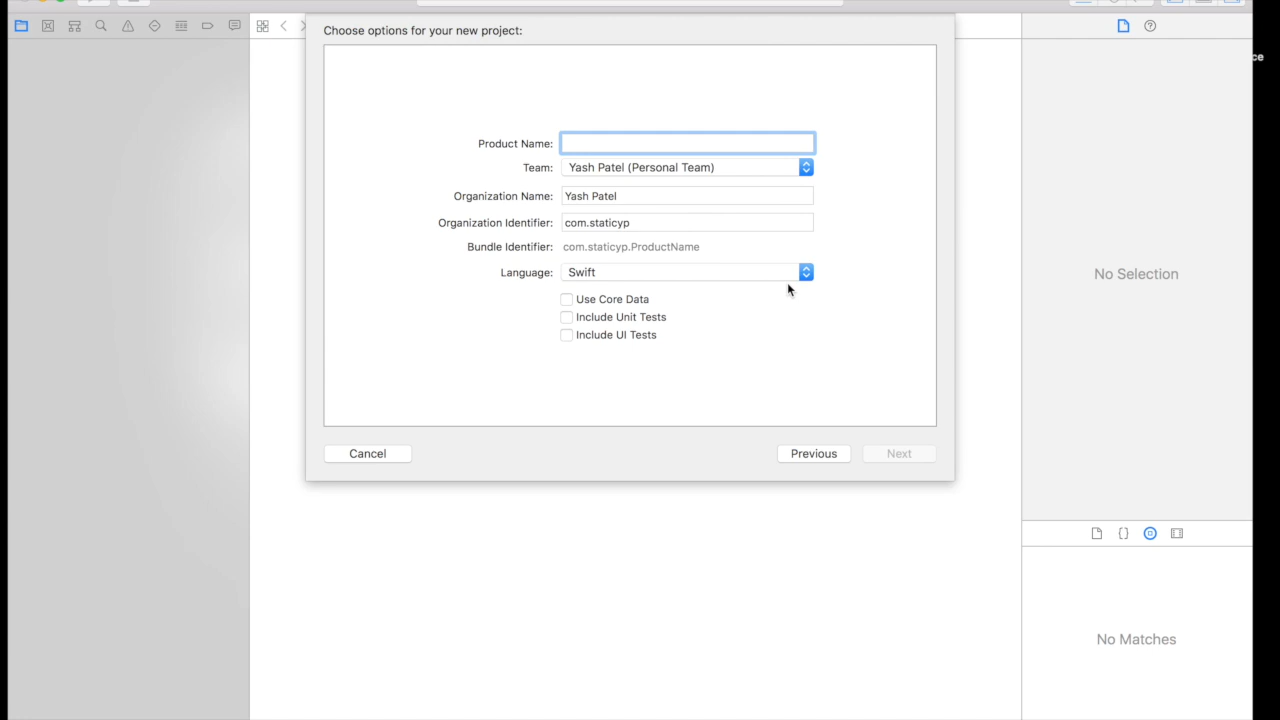 Choose options for your new project:
ce
Product Name:
Team: Yash Patel (Personal Team)
Organization Name: Yash Patel
Organization Identifier: com.staticyp
Bundle Identifier: com.staticyp.ProductName
Language: Swift
Use Core Data
Include Unit Tests
Include UI Tests
Cancel
Previous
Next
No Selection
No Matches